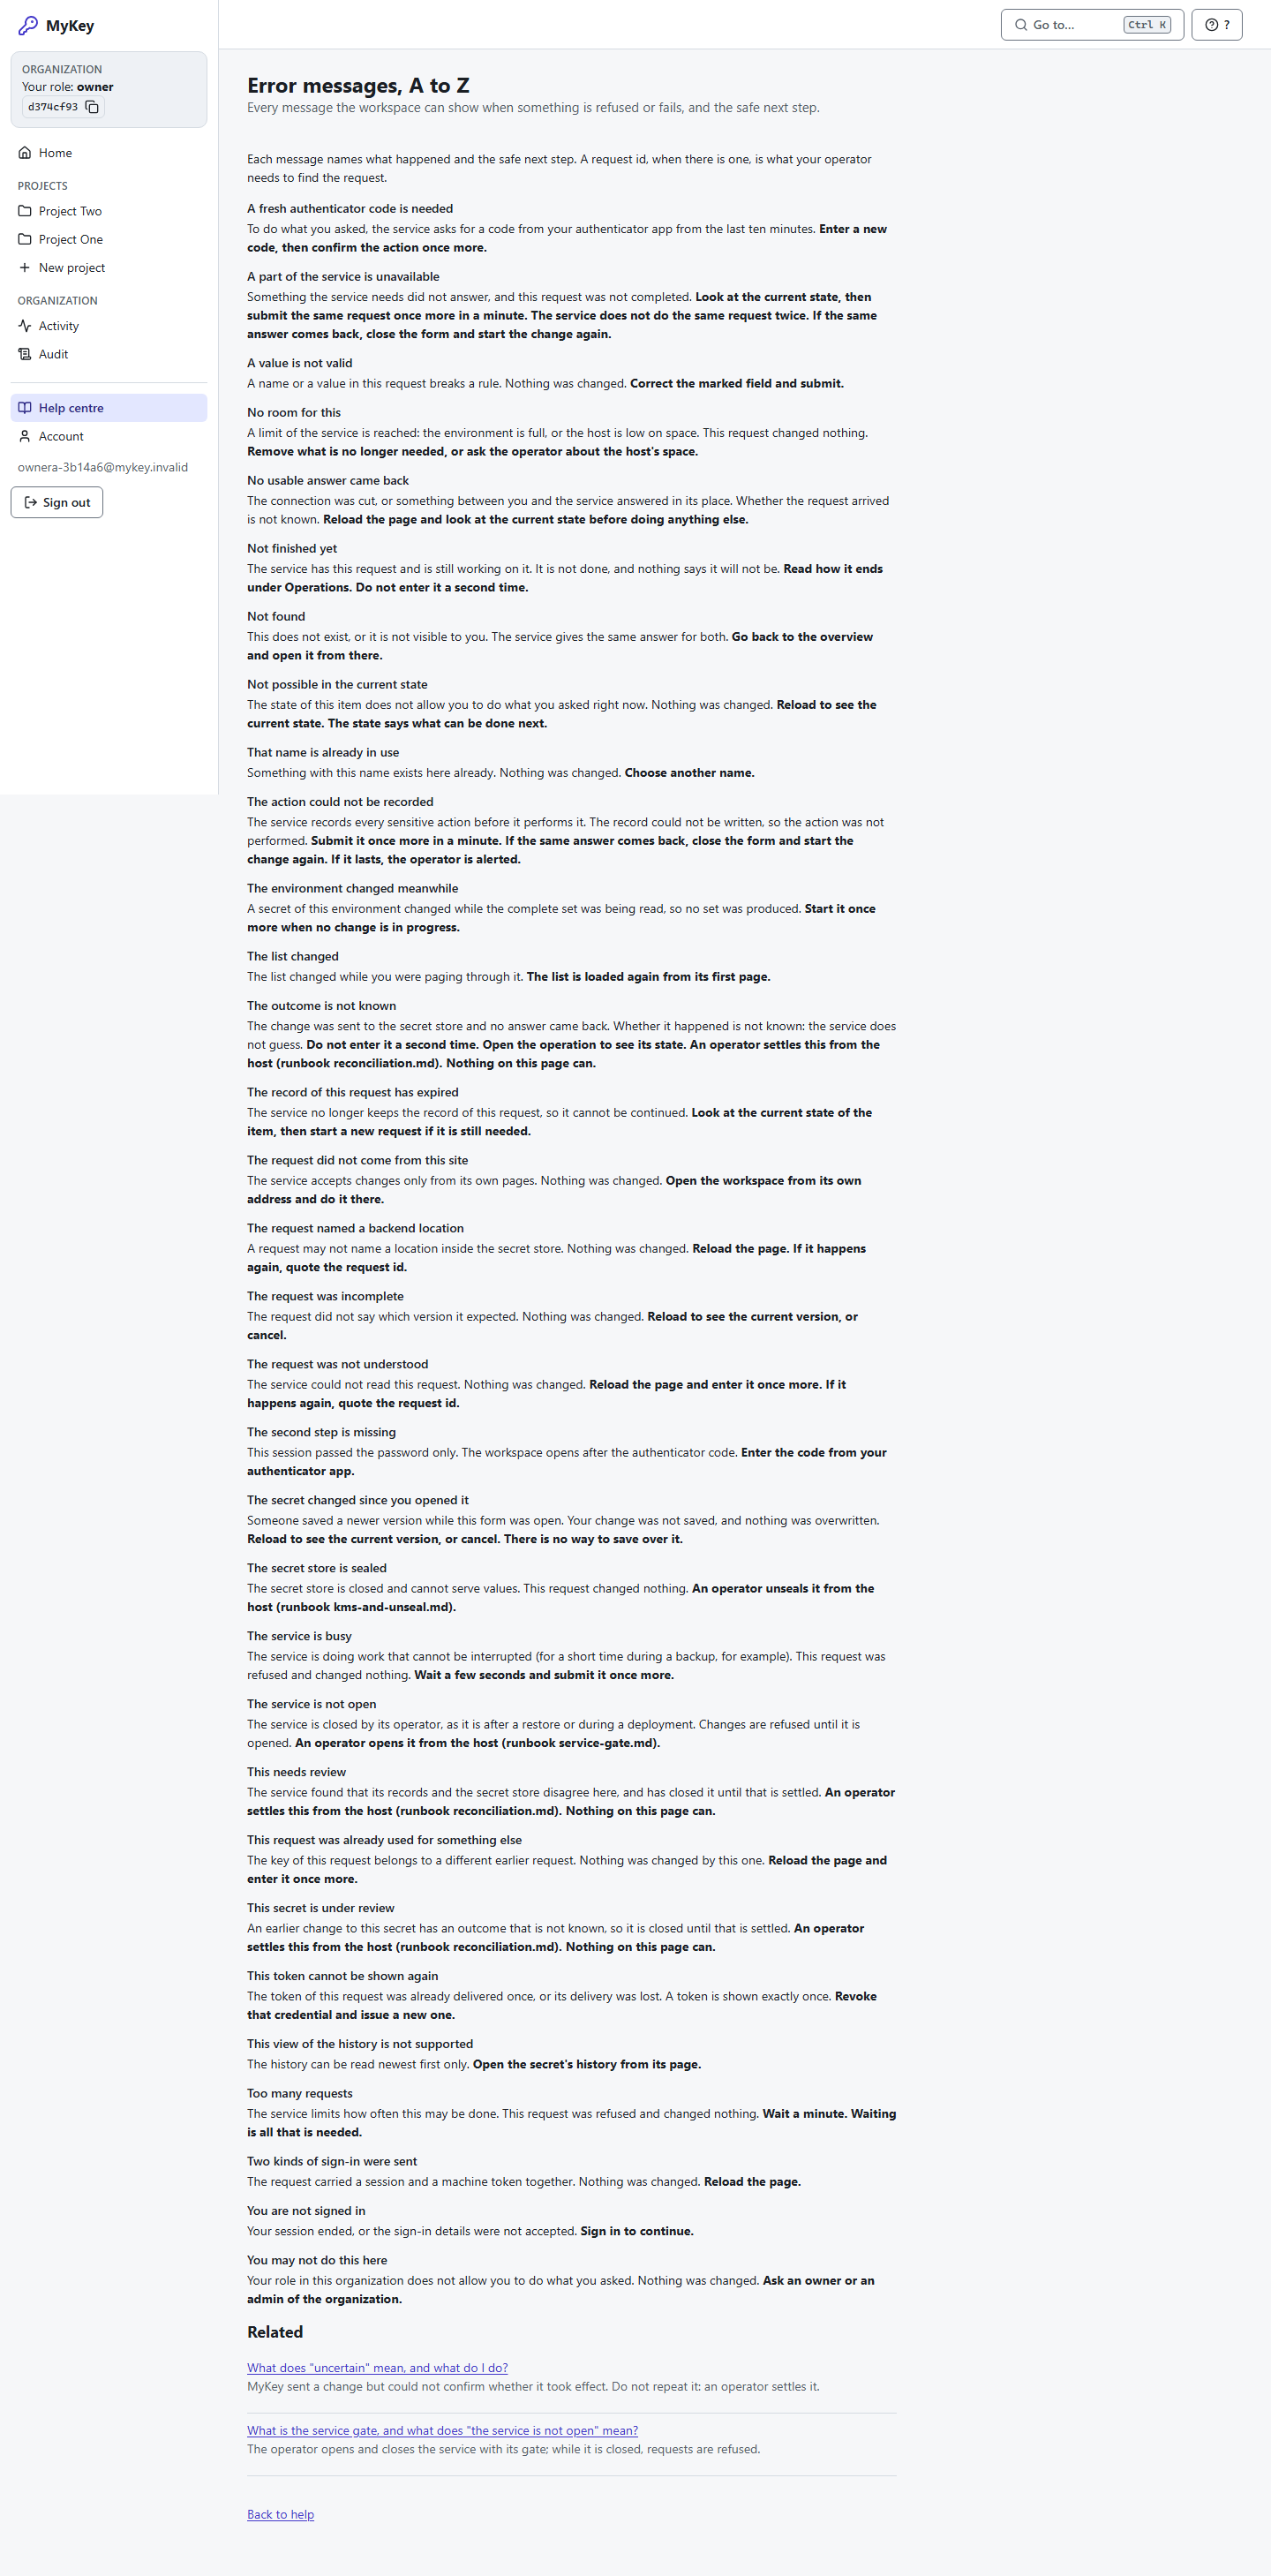 MyKey
Go to...
Ctrl K
?
ORGANIZATION
Your role: owner
d374cf93
Home
PROJECTS
Project Two
Project One
New project
ORGANIZATION
Activity
Audit
Help centre
Account
ownera-3b14a6@mykey.invalid
Sign out
Error messages, A to Z
Every message the workspace can show when something is refused or fails, and the safe next step.
Each message names what happened and the safe next step. A request id, when there is one, is what your operator
needs to find the request.
A fresh authenticator code is needed
To do what you asked, the service asks for a code from your authenticator app from the last ten minutes. Enter a new
code, then confirm the action once more.
A part of the service is unavailable
Something the service needs did not answer, and this request was not completed. Look at the current state, then
submit the same request once more in a minute. The service does not do the same request twice. If the same
answer comes back, close the form and start the change again.
A value is not valid
A name or a value in this request breaks a rule. Nothing was changed. Correct the marked field and submit.
No room for this
A limit of the service is reached: the environment is full, or the host is low on space. This request changed nothing.
Remove what is no longer needed, or ask the operator about the host's space.
No usable answer came back
The connection was cut, or something between you and the service answered in its place. Whether the request arrived
is not known. Reload the page and look at the current state before doing anything else.
Not finished yet
The service has this request and is still working on it. It is not done, and nothing says it will not be. Read how it ends
under Operations. Do not enter it a second time.
Not found
This does not exist, or it is not visible to you. The service gives the same answer for both. Go back to the overview
and open it from there.
Not possible in the current state
The state of this item does not allow you to do what you asked right now. Nothing was changed. Reload to see the
current state. The state says what can be done next.
That name is already in use
Something with this name exists here already. Nothing was changed. Choose another name.
The action could not be recorded
The service records every sensitive action before it performs it. The record could not be written, so the action was not
performed. Submit it once more in a minute. If the same answer comes back, close the form and start the
change again. If it lasts, the operator is alerted.
The environment changed meanwhile
A secret of this environment changed while the complete set was being read, so no set was produced. Start it once
more when no change is in progress.
The list changed
The list changed while you were paging through it. The list is loaded again from its first page.
The outcome is not known
The change was sent to the secret store and no answer came back. Whether it happened is not known: the service does
not guess. Do not enter it a second time. Open the operation to see its state. An operator settles this from the
host (runbook reconciliation.md). Nothing on this page can.
The record of this request has expired
The service no longer keeps the record of this request, so it cannot be continued. Look at the current state of the
item, then start a new request if it is still needed.
The request did not come from this site
The service accepts changes only from its own pages. Nothing was changed. Open the workspace from its own
address and do it there.
The request named a backend location
A request may not name a location inside the secret store. Nothing was changed. Reload the page. If it happens
again, quote the request id.
The request was incomplete
The request did not say which version it expected. Nothing was changed. Reload to see the current version, or
cancel.
The request was not understood
The service could not read this request. Nothing was changed. Reload the page and enter it once more. If it
happens again, quote the request id.
The second step is missing
This session passed the password only. The workspace opens after the authenticator code. Enter the code from your
authenticator app.
The secret changed since you opened it
Someone saved a newer version while this form was open. Your change was not saved, and nothing was overwritten.
Reload to see the current version, or cancel. There is no way to save over it.
The secret store is sealed
The secret store is closed and cannot serve values. This request changed nothing. An operator unseals it from the
host (runbook kms-and-unseal.md).
The service is busy
The service is doing work that cannot be interrupted (for a short time during a backup, for example). This request was
refused and changed nothing. Wait a few seconds and submit it once more.
The service is not open
The service is closed by its operator, as it is after a restore or during a deployment. Changes are refused until it is
opened. An operator opens it from the host (runbook service-gate.md).
This needs review
The service found that its records and the secret store disagree here, and has closed it until that is settled. An operator
settles this from the host (runbook reconciliation.md). Nothing on this page can.
This request was already used for something else
The key of this request belongs to a different earlier request. Nothing was changed by this one. Reload the page and
enter it once more.
This secret is under review
An earlier change to this secret has an outcome that is not known, so it is closed until that is settled. An operator
settles this from the host (runbook reconciliation.md). Nothing on this page can.
This token cannot be shown again
The token of this request was already delivered once, or its delivery was lost. A token is shown exactly once. Revoke
that credential and issue a new one.
This view of the history is not supported
The history can be read newest first only. Open the secret's history from its page.
Too many requests
The service limits how often this may be done. This request was refused and changed nothing. Wait a minute. Waiting
is all that is needed.
Two kinds of sign-in were sent
The request carried a session and a machine token together. Nothing was changed. Reload the page.
You are not signed in
Your session ended, or the sign-in details were not accepted. Sign in to continue.
You may not do this here
Your role in this organization does not allow you to do what you asked. Nothing was changed. Ask an owner or an
admin of the organization.
Related
What does "uncertain" mean, and what do I do?
MyKey sent a change but could not confirm whether it took effect. Do not repeat it: an operator settles it.
What is the service gate, and what does "the service is not open" mean?
The operator opens and closes the service with its gate; while it is closed, requests are refused.
Back to help